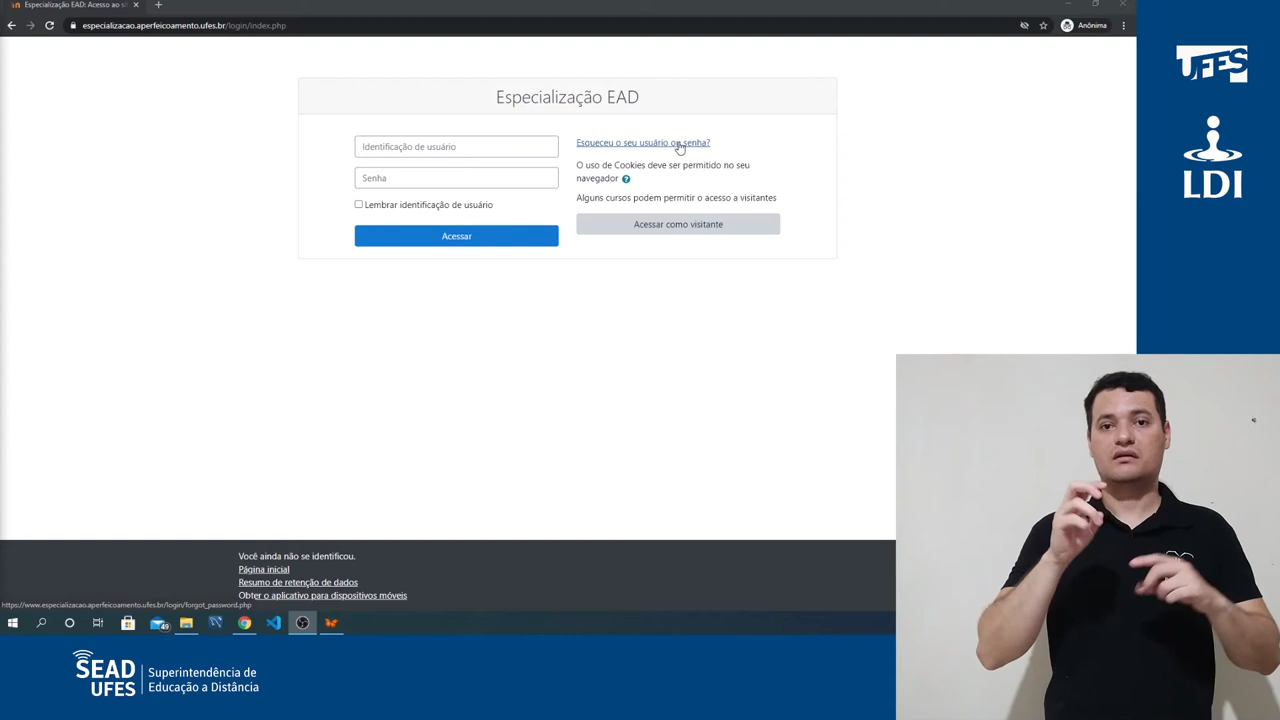 Especialização EAD: Acesso ao si
especializacao.aperfeicoamento.ufes.br/login/index.php
Anônima
UFES
LDI
Especialização EAD
Identificação de usuário
Esqueceu o seu usuário ou senha?
Senha
O uso de Cookies deve ser permitido no seu
navegador
Lembrar identificação de usuário
Alguns cursos podem permitir o acesso a visitantes
Acessar
Acessar como visitante
Você ainda não se identificou.
Página inicial
Resumo de retenção de dados
Obter o aplicativo para dispositivos móveis
https://www.especializacao.aperfeicoamento.ufes.br/login/forgot_password.php
49
SEAD
UFES
Superintendência de
Educação a Distância